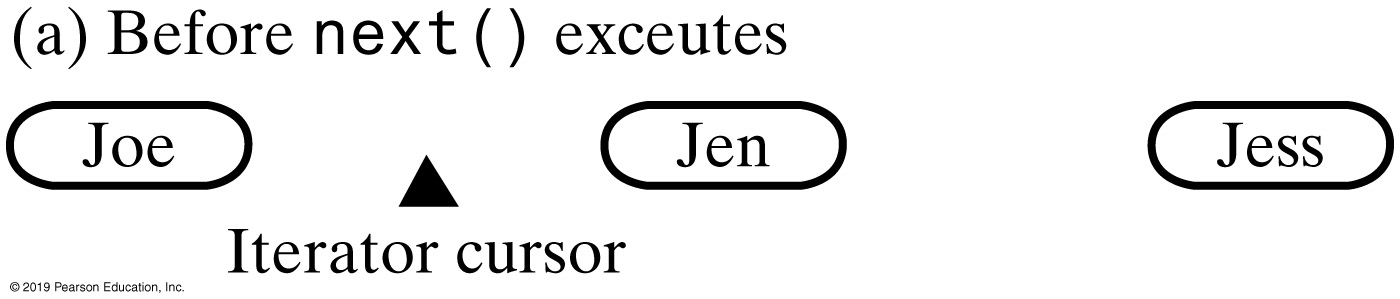 (a) Before next() exceutes
Joe Jen Jess
Iterator cursor
© 2019 Pearson Education, Inc.